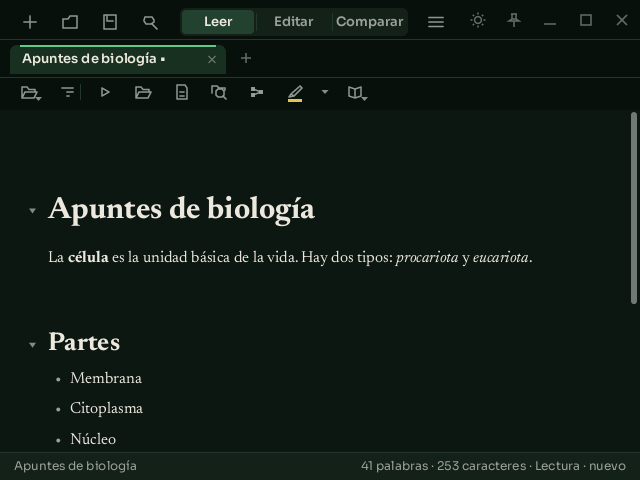 Leer Editar Comparar
Apuntes de biología •
Apuntes de biología
La célula es la unidad básica de la vida. Hay dos tipos: procariota y eucariota.
Partes
• Membrana
• Citoplasma
• Núcleo
Apuntes de biología 41 palabras · 253 caracteres · Lectura · nuevo